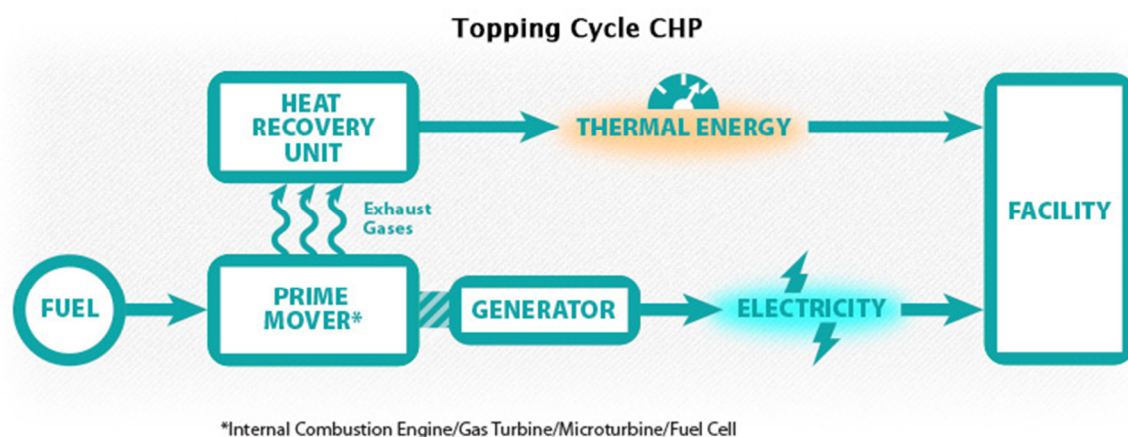 Topping Cycle CHP
HEAT
RECOVERY
UNIT
THERMAL ENERGY
Exhaust
Gases
FACILITY
FUEL
PRIME
MOVER*
GENERATOR
ELECTRICITY
*Internal Combustion Engine/Gas Turbine/Microturbine/Fuel Cell